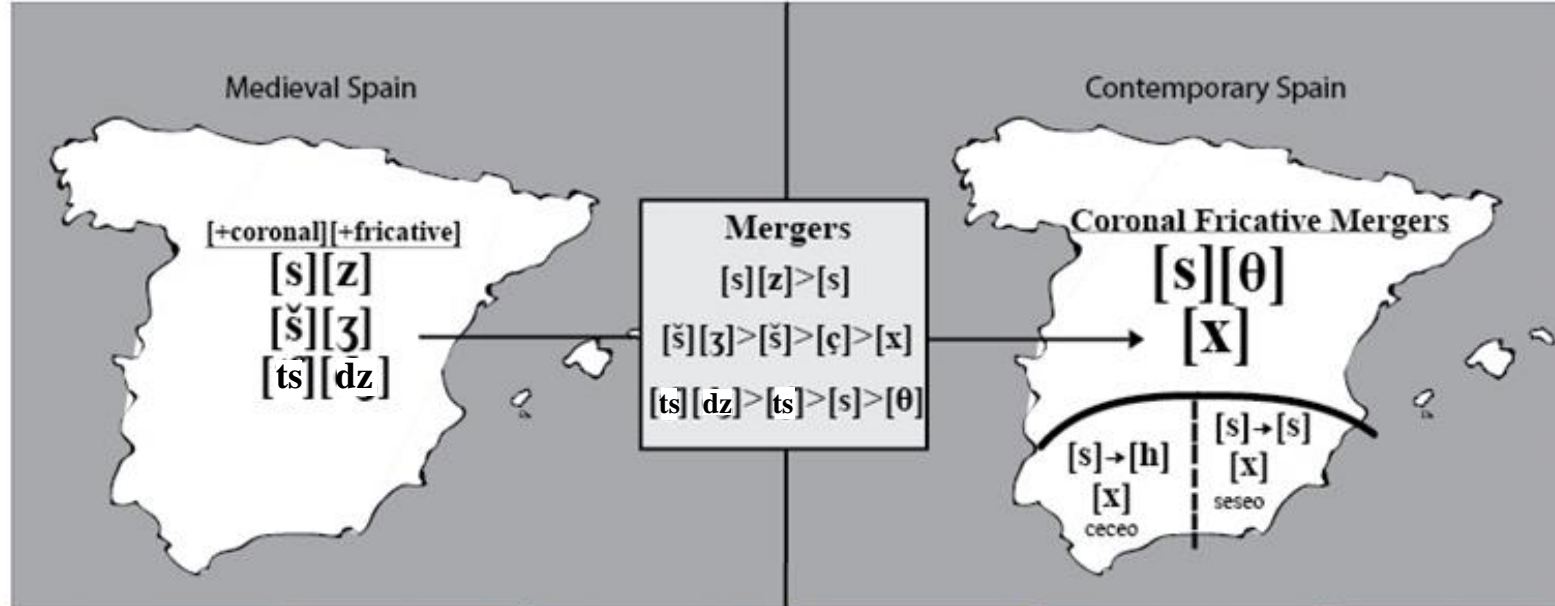 Medieval Spain
[+coronal][+fricative]
[s][z]
[š][ʒ]
[ts][dz]
Mergers
[s][z]>[s]
[š][ʒ]>[š]>[ç]>[x]
[ts][dz]>[ts]>[s]>[θ]
Contemporary Spain
Coronal Fricative Mergers
[s][θ]
[x]
[s]→[h]
[x]
ceceo
[s]→[s]
[x]
seseo